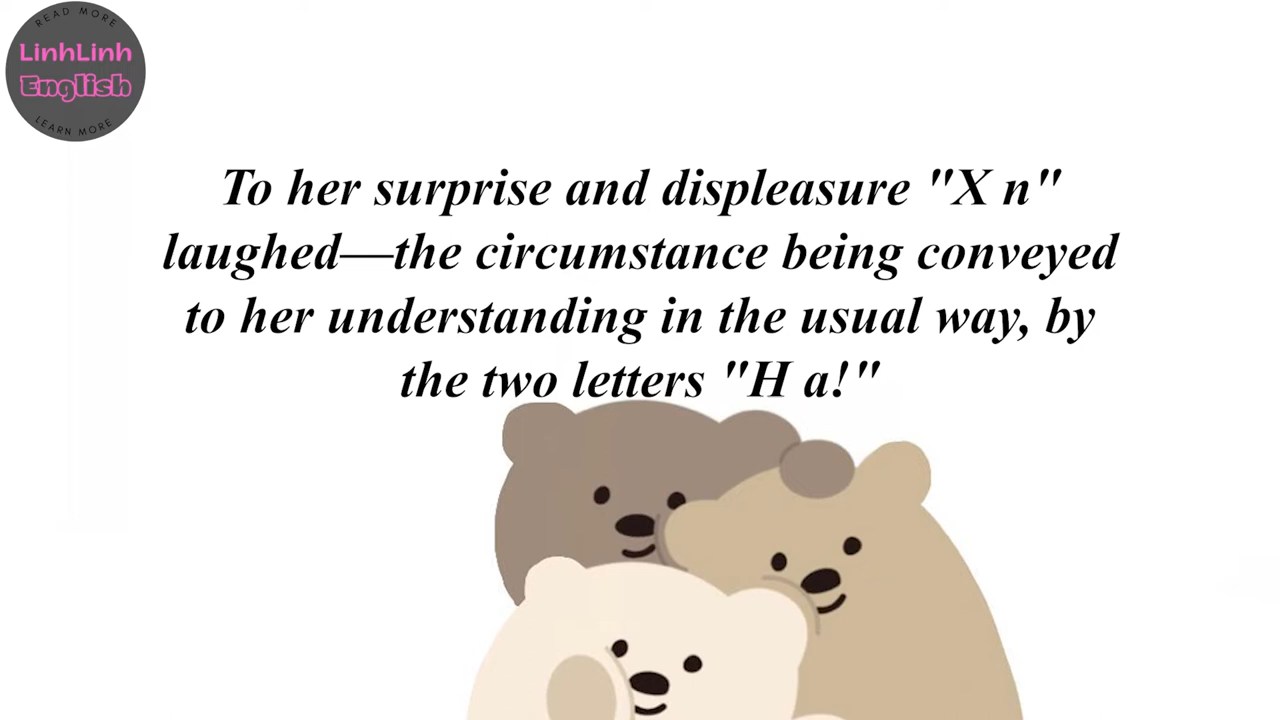 READ MORE
LinhLinh
English
LEARN MORE
To her surprise and displeasure "X n"
laughed—the circumstance being conveyed
to her understanding in the usual way, by
the two letters "H a!"